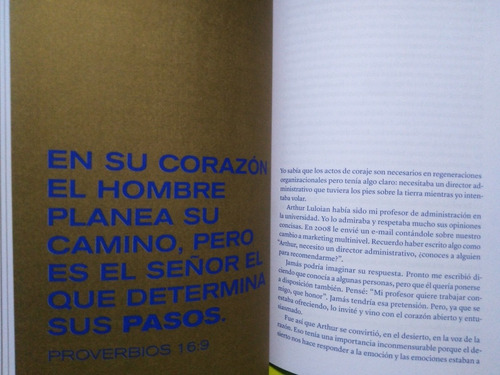 EN SU CORAZÓN
EL HOMBRE
PLANEA SU
CAMINO, PERO
ES EL SEÑOR EL
QUE DETERMINA
SUS PASOS.
PROVERBIOS 16:9
Yo sabía que los actos de coraje son necesarios en regeneraciones
organizacionales pero tenía algo claro: necesitaba un director ad-
ministrativo que tuviera los pies sobre la tierra mientras yo inten-
taba volar.
Arthur Luloian había sido mi profesor de administración en
la universidad. Yo lo admiraba y respetaba mucho sus opiniones
concisas. En 2008 le envié un e-mail contándole sobre nuestro
cambio a marketing multinivel. Recuerdo haber escrito algo como
“Arthur, necesito un director administrativo, ¿conoces a alguien
para recomendarme?”.
Jamás podría imaginar su respuesta. Pronto me escribió di-
ciendo que conocía a algunas personas, pero que él quería ponerse
a disposición también. Pensé: “Mi profesor quiere trabajar con-
migo, que honor”. Jamás tendría esa pretensión. Pero, ya que se
estaba ofreciendo, lo invité y vino con el corazón abierto y entu-
siasmado.
Fue así que Arthur se convirtió, en el desierto, en la voz de la
razón. Eso tenía una importancia inconmensurable porque el de-
sierto nos hace responder a la emoción y las emociones estaban a